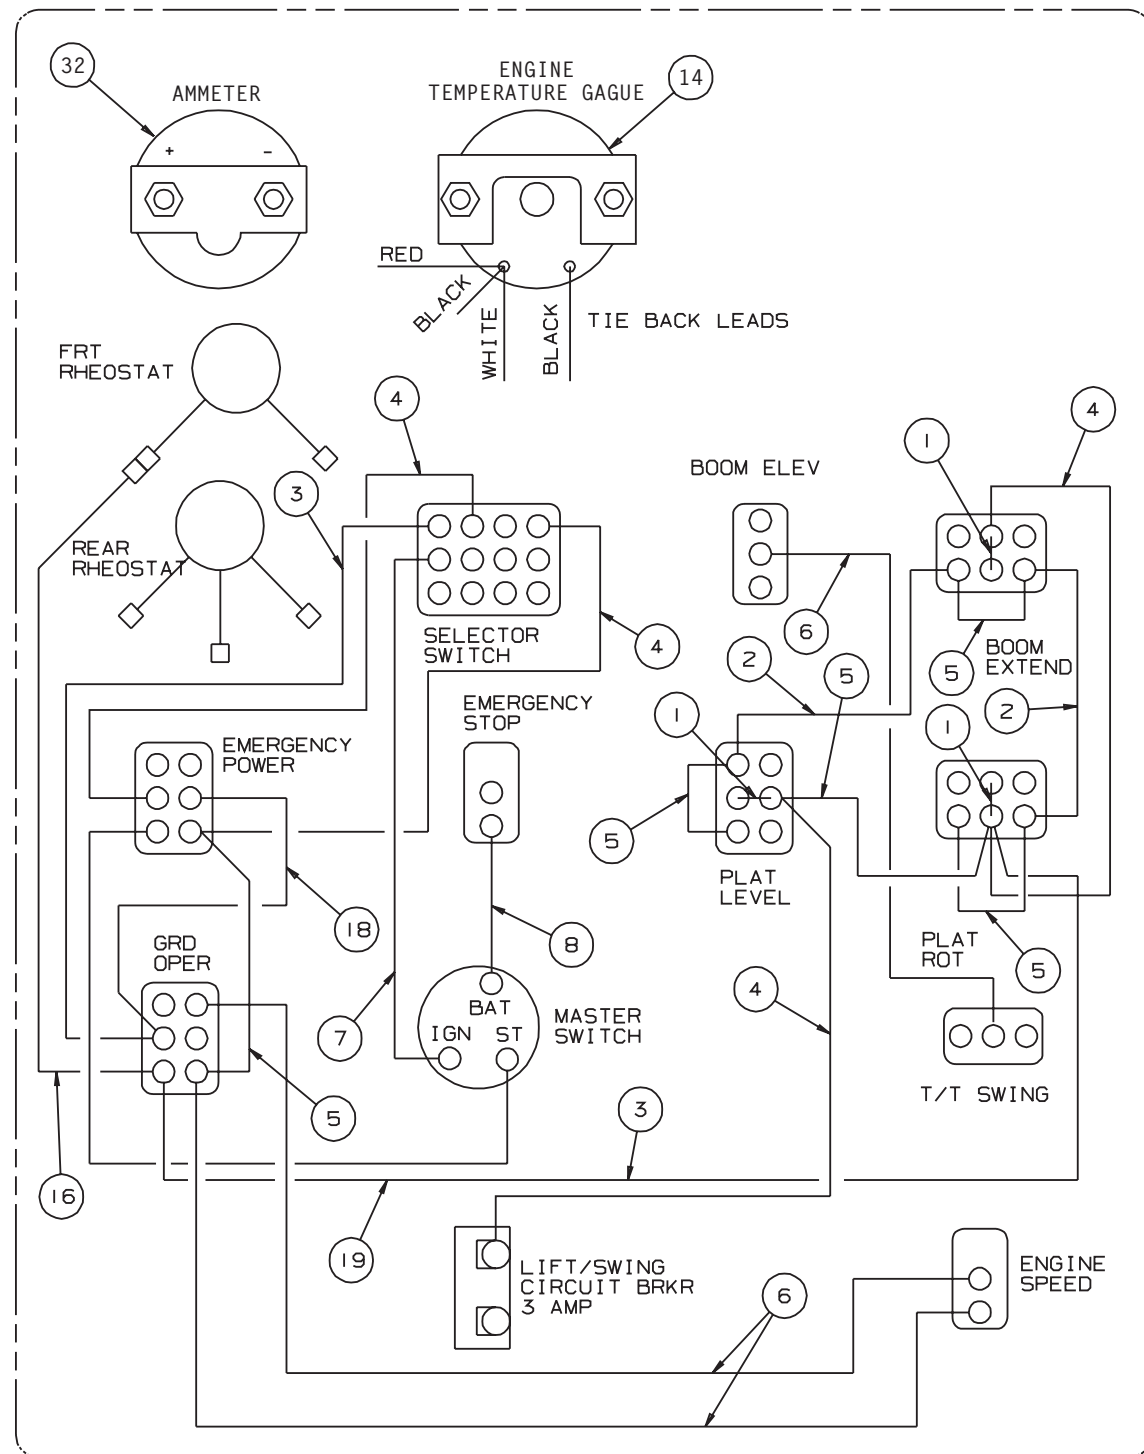 32
AMMETER
+ -
ENGINE
TEMPERATURE GAGUE
14
RED
BLACK
WHITE
BLACK
TIE BACK LEADS
FRT
RHEOSTAT
4
4
1
BOOM ELEV
3
REAR
RHEOSTAT
6
SELECTOR
SWITCH
4
5
BOOM
EXTEND
2
5
2
EMERGENCY
STOP
1
1
EMERGENCY
POWER
5
PLAT
LEVEL
18
8
GRD
OPER
PLAT
ROT
5
4
7
BAT
IGN ST
MASTER
SWITCH
T/T SWING
5
3
16
19
LIFT/SWING
CIRCUIT BRKR
3 AMP
6
ENGINE
SPEED